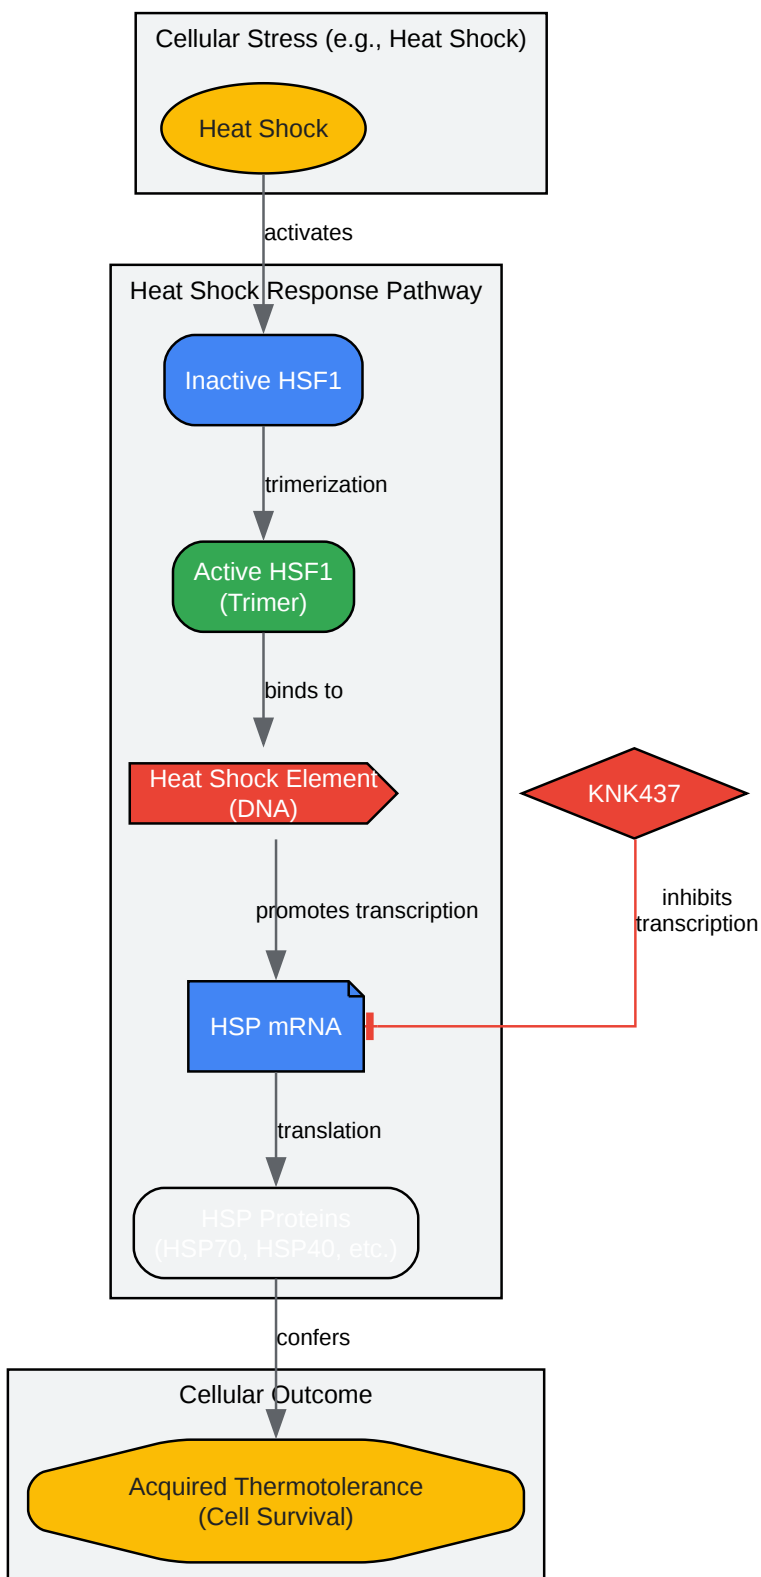 Cellular Stress (e.g., Heat Shock)
Heat Shock
activates
Heat Shock Response Pathway
Inactive HSF1
trimerization
Active HSF1
(Trimer)
binds to
Heat Shock Element
(DNA)
KNK437
inhibits
transcription
promotes transcription
HSP mRNA
translation
HSP Proteins
(HSP70, HSP40, etc.)
confers
Cellular Outcome
Acquired Thermotolerance
(Cell Survival)